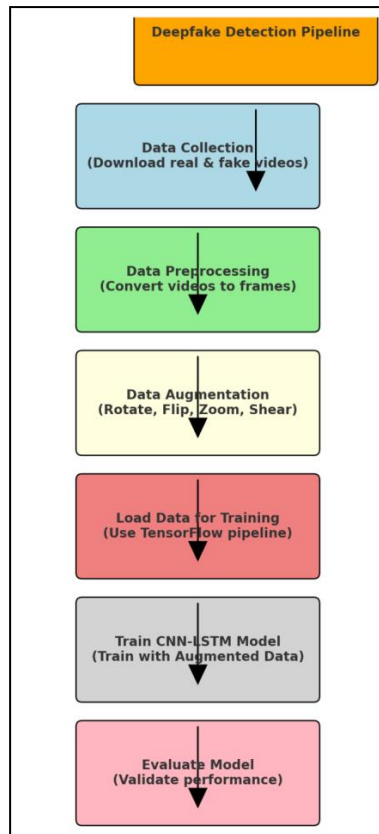 Deepfake Detection Pipeline
Data Collection
(Download real & fake videos)
Data Preprocessing
(Convert videos to frames)
Data Augmentation
(Rotate, Flip, Zoom, Shear)
Load Data for Training
(Use TensorFlow pipeline)
Train CNN-LSTM Model
(Train with Augmented Data)
Evaluate Model
(Validate performance)